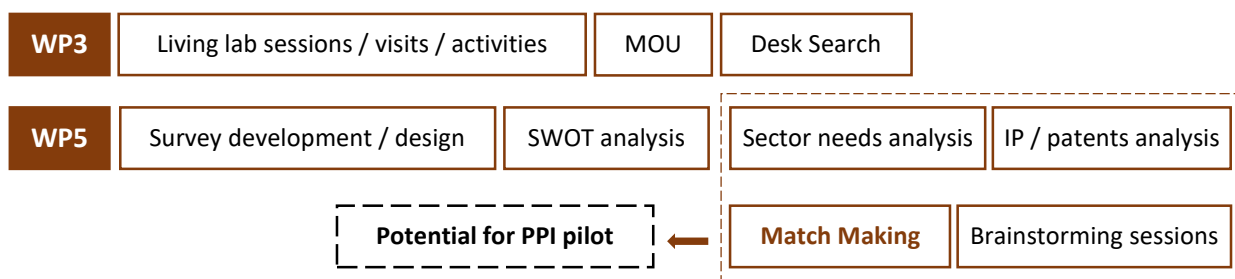 WP3 Living lab sessions / visits / activities MOU Desk Search
WP5 Survey development / design SWOT analysis Sector needs analysis IP / patents analysis
Potential for PPI pilot Match Making Brainstorming sessions